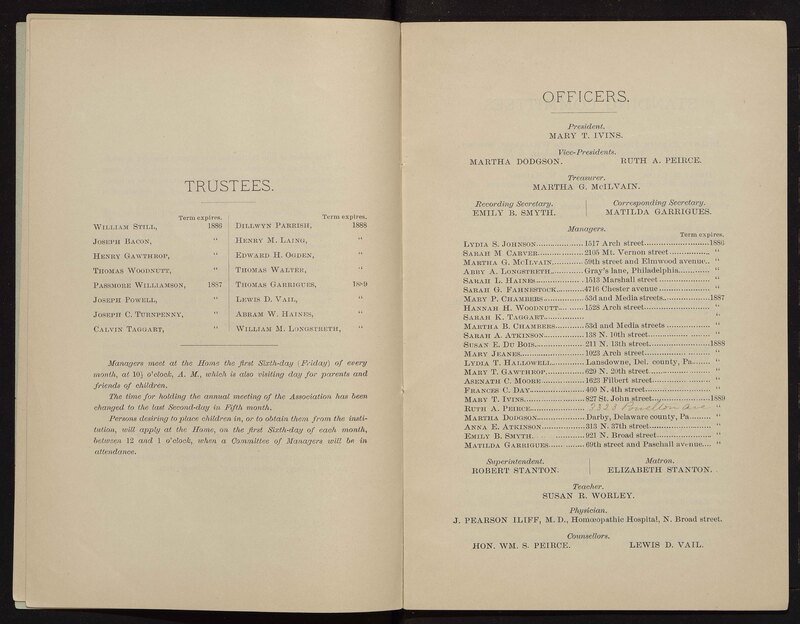 TRUSTEES.
Term expires. Term expires.
WILLIAM STILL, 1886 DILLWYN PARRISH, 1888
JOSEPH BACON, " HENRY M. LAING, "
HENRY GAWTHROP, " EDWARD H. OGDEN, "
THOMAS WOODNUTT, " THOMAS WALTER, "
PASSMORE WILLIAMSON, 1887 THOMAS GARRIGUES, 1889
JOSEPH POWELL, " LEWIS D. VAIL, "
JOSEPH C. TURNPENNY, " ABRAM W. HAINES, "
CALVIN TAGGART, " WILLIAM M. LONGSTRETH, "
Managers meet at the Home the first Sixth-day (Friday) of every
month, at 10½ o'clock, A. M., which is also visiting day for parents and
friends of children.
The time for holding the annual meeting of the Association has been
changed to the last Second-day in Fifth month.
Persons desiring to place children in, or to obtain them from the insti-
tution, will apply at the Home, on the first Sixth-day of each month,
between 12 and 1 o'clock, when a Committee of Managers will be in
attendance.
OFFICERS.
President.
MARY T. IVINS.
Vice-Presidents.
MARTHA DODGSON. RUTH A. PEIRCE.
Treasurer.
MARTHA G. McILVAIN.
Recording Secretary. Corresponding Secretary.
EMILY B. SMYTH. MATILDA GARRIGUES.
Managers.
Term expires.
LYDIA S. JOHNSON 1517 Arch street 1886
SARAH M CARVER 2105 Mt. Vernon street "
MARTHA G. McILVAIN 59th street and Elmwood avenue "
ABBY A. LONGSTRETH Gray's lane, Philadelphia "
SARAH L. HAINES 1513 Marshall street "
SARAH G. FAHNESTOCK 4716 Chester avenue "
MARY P. CHAMBERS 53d and Media streets 1887
HANNAH H. WOODNUTT 1528 Arch street "
SARAH K. TAGGART "
MARTHA B. CHAMBERS 53d and Media streets "
SARAH A. ATKINSON 138 N. 10th street "
SUSAN E. DU BOIS 211 N. 13th street 1888
MARY JEANES 1023 Arch street "
LYDIA T. HALLOWELL Lansdowne, Del. county, Pa "
MARY T. GAWTHROP 629 N. 20th street "
ASENATH C. MOORE 1623 Filbert street "
FRANCES C. DAY 460 N. 4th street "
MARY T. IVINS 827 St. John street 1889
RUTH A. PEIRCE "
MARTHA DODGSON Darby, Delaware county, Pa "
ANNA E. ATKINSON 313 N. 37th street "
EMILY B. SMYTH. 921 N. Broad street "
MATILDA GARRIGUES 69th street and Paschall avenue "
Superintendent. Matron.
ROBERT STANTON. ELIZABETH STANTON.
Teacher.
SUSAN R. WORLEY.
Physician.
J. PEARSON ILIFF, M. D., Homœopathic Hospital, N. Broad street.
Counsellors.
HON. WM. S. PEIRCE. LEWIS D. VAIL.